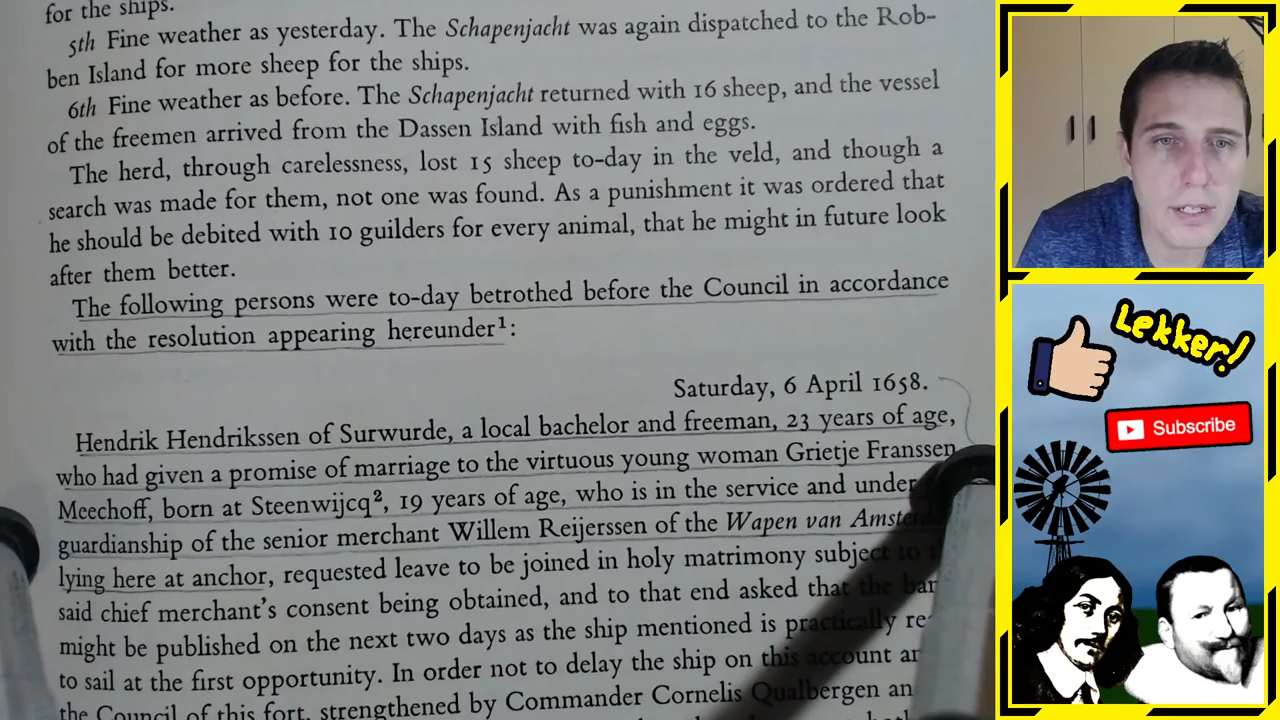 for the ships.
5th Fine weather as yesterday. The Schapenjacht was again dispatched to the Rob-
ben Island for more sheep for the ships.
6th Fine weather as before. The Schapenjacht returned with 16 sheep, and the vessel
of the freemen arrived from the Dassen Island with fish and eggs.
The herd, through carelessness, lost 15 sheep to-day in the veld, and though a
search was made for them, not one was found. As a punishment it was ordered that
he should be debited with 10 guilders for every animal, that he might in future look
after them better.
The following persons were to-day betrothed before the Council in accordance
with the resolution appearing hereunder¹:
Saturday, 6 April 1658.
Hendrik Hendrikssen of Surwurde, a local bachelor and freeman, 23 years of age,
who had given a promise of marriage to the virtuous young woman Grietje Franssen
Meechoff, born at Steenwijcq², 19 years of age, who is in the service and under
guardianship of the senior merchant Willem Reijerssen of the Wapen van
lying here at anchor, requested leave to be joined in holy matrimony subject to
said chief merchant's consent being obtained, and to that end asked that the
might be published on the next two days as the ship mentioned is practically
to sail at the first opportunity. In order not to delay the ship on this account
the Council of this fort, strengthened by Commander Cornelis Qualbergen
Lekker!
Subscribe